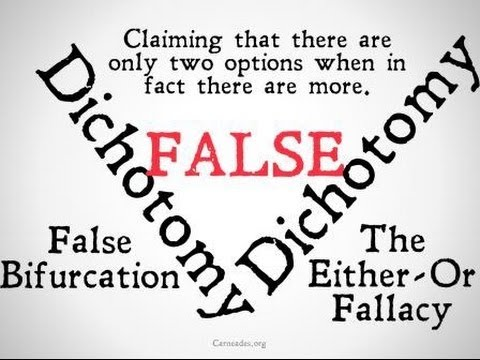 Claiming that there are
only two options when in
fact there are more.
Dichotomy
FALSE
Dichotomy
False
Bifurcation
The
Either-Or
Fallacy
Carneades.org